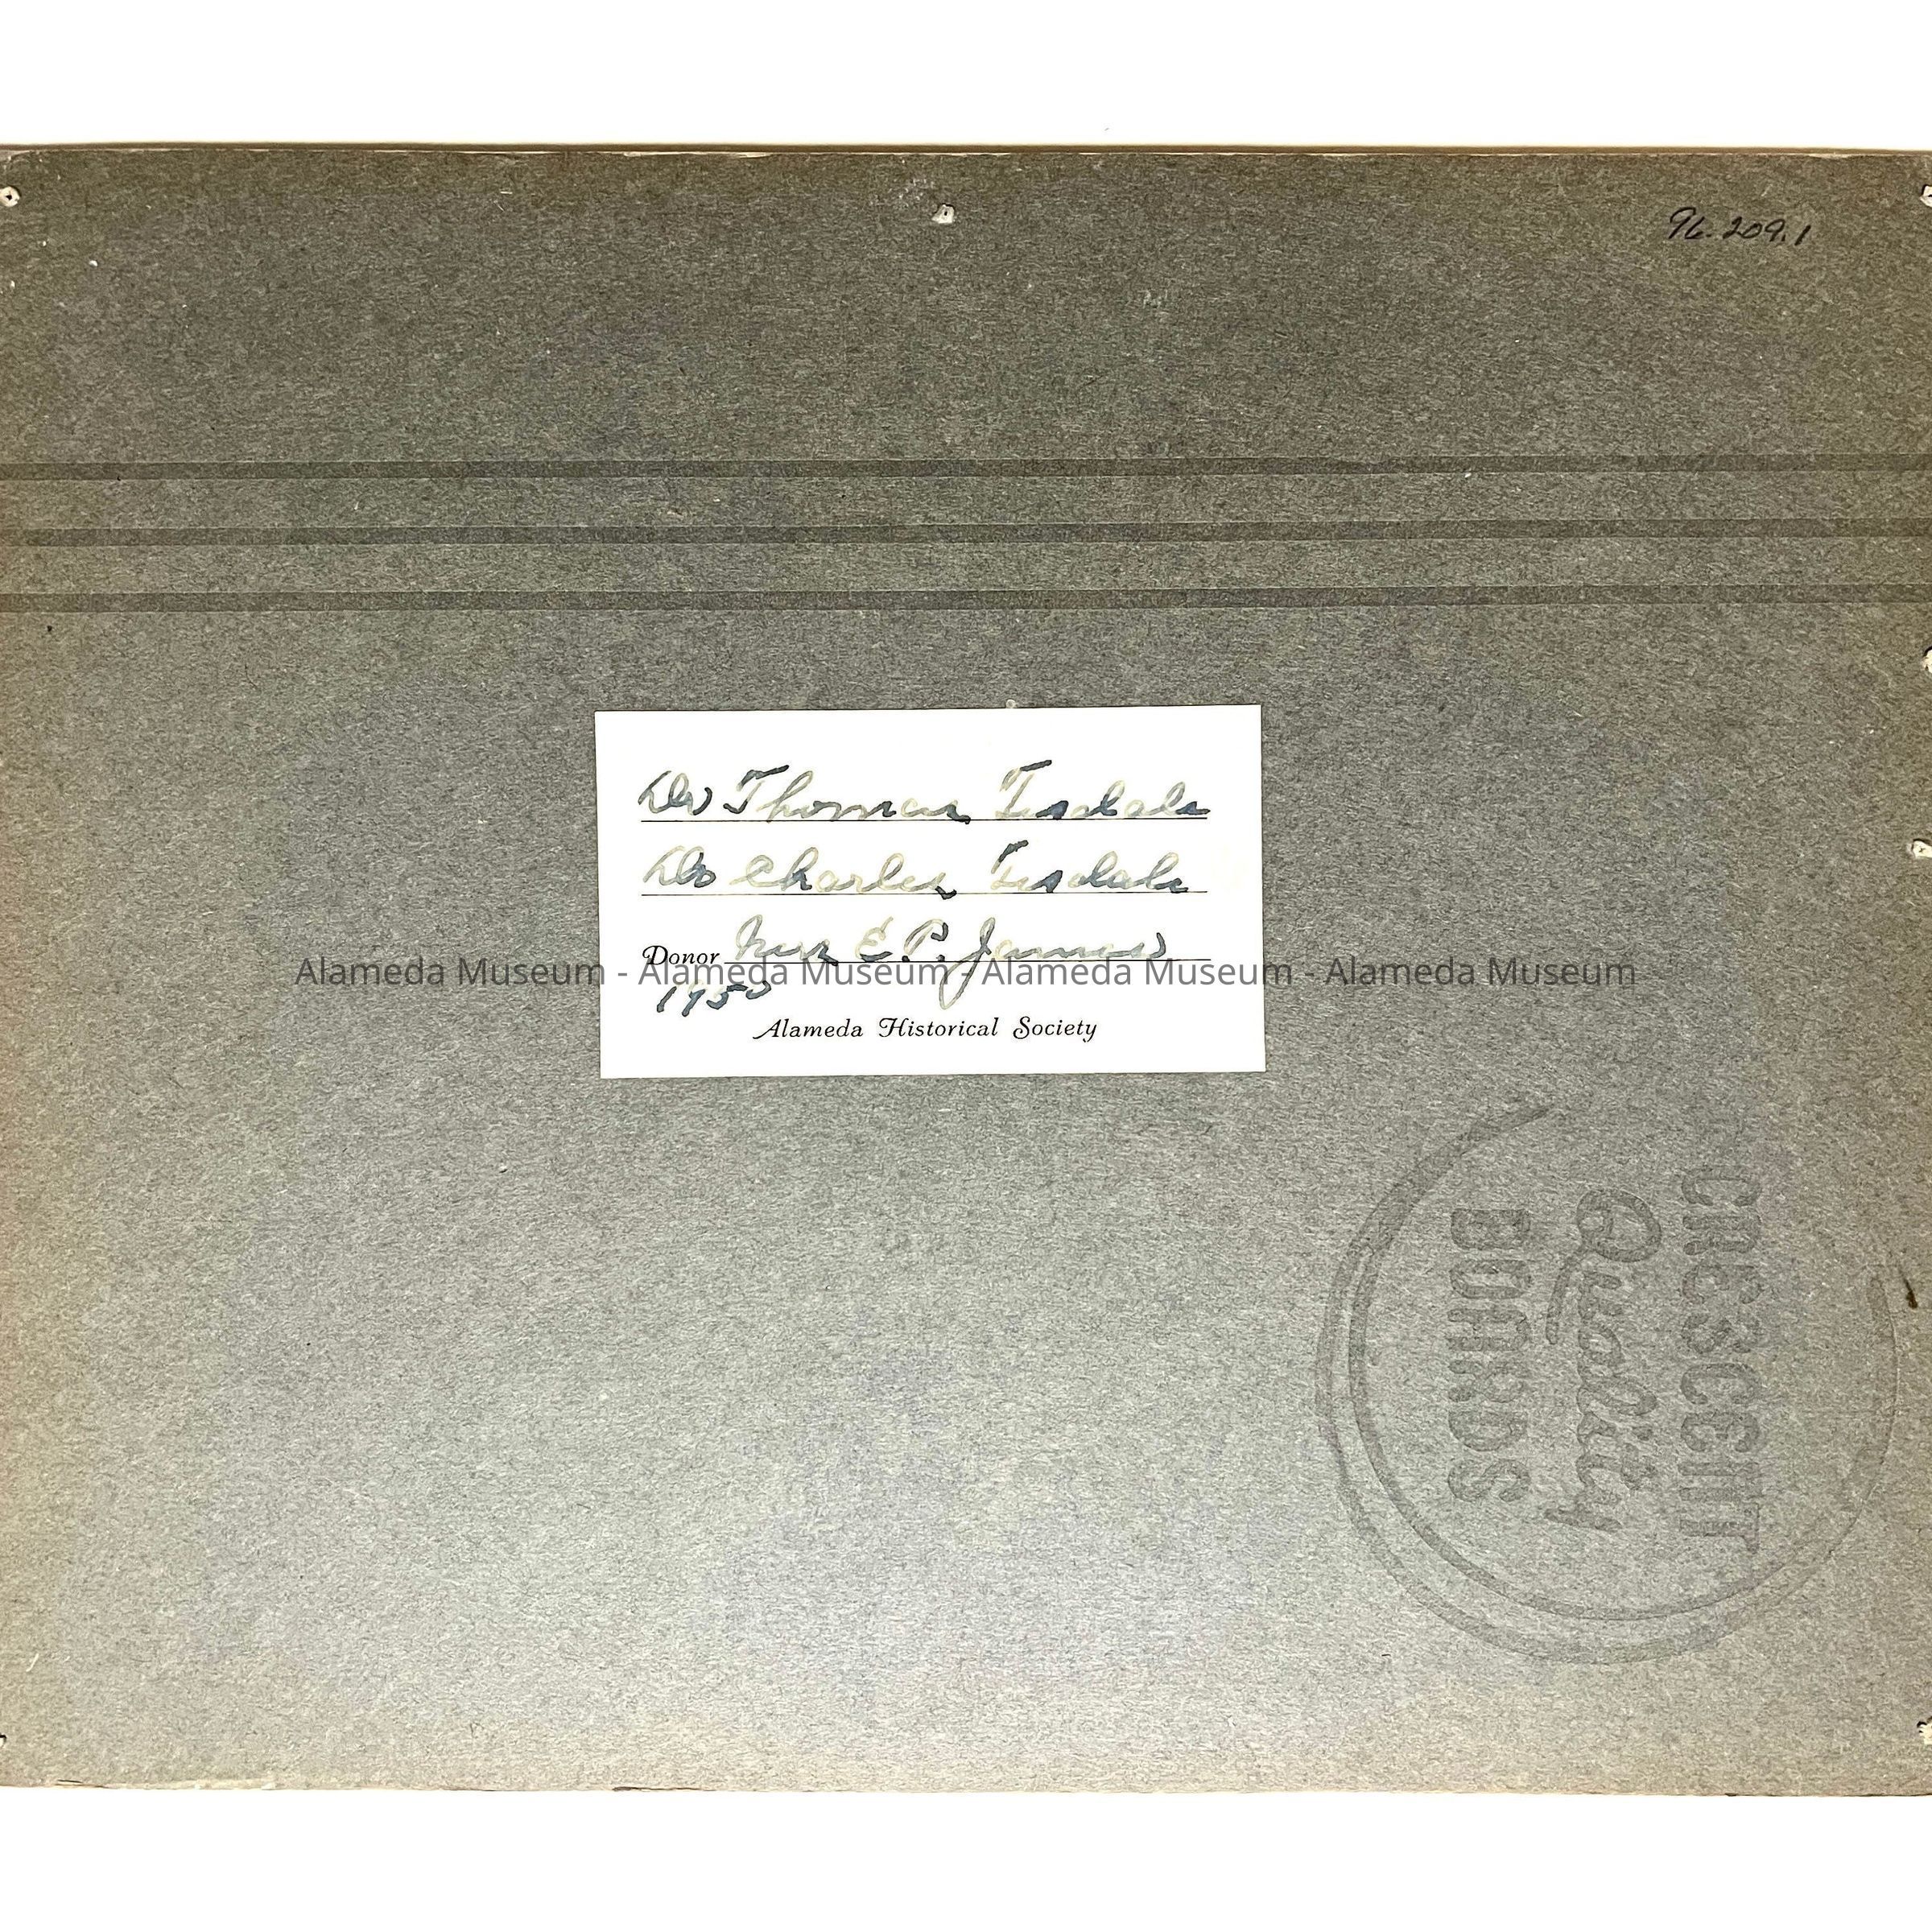 96.209.1
Dr Thomas Tisdale
Dr Charles Tisdale
Donor Mrs E. P. James
1950
Alameda Historical Society
Alameda Museum - Alameda Museum - Alameda Museum - Alameda Museum
CRESCENT
Quality
BOARDS